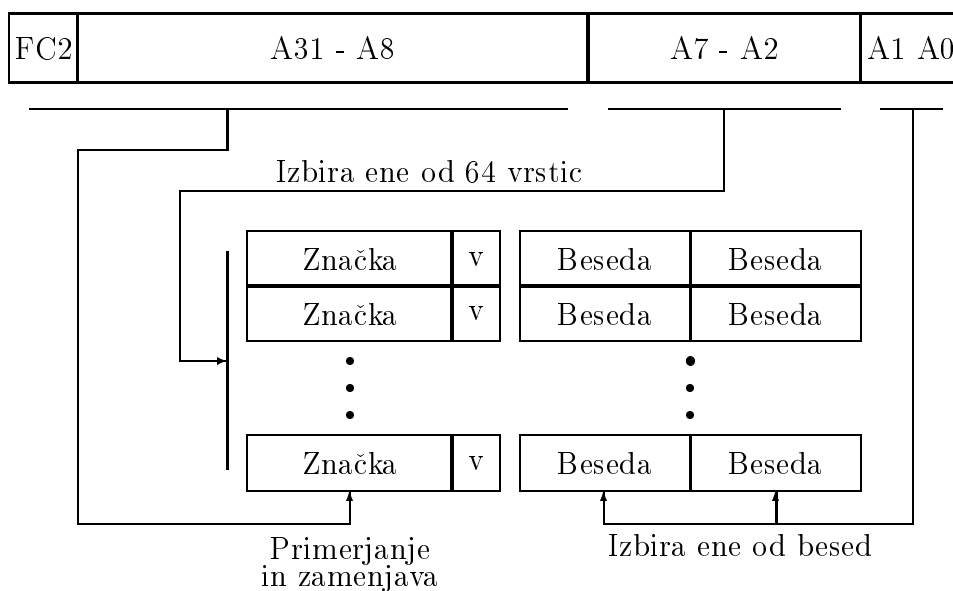 FC2 A31 - A8 A7 - A2 A1 A0
Izbira ene od 64 vrstic
Značka v Beseda Beseda
Značka v Beseda Beseda
Značka v Beseda Beseda
Primerjanje
in zamenjava
Izbira ene od besed